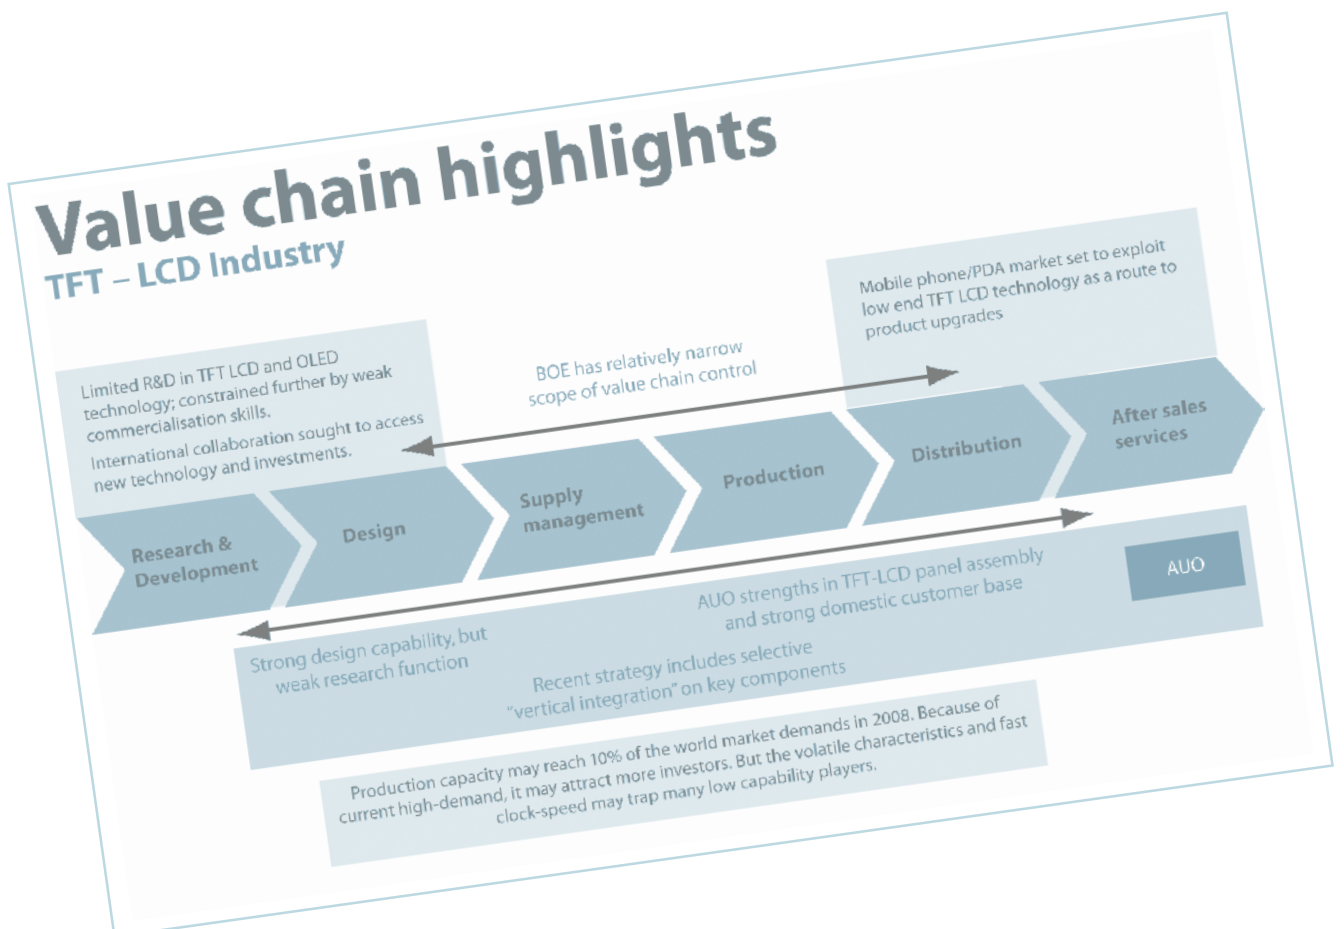 Value chain highlights
TFT – LCD Industry
Limited R&D in TFT LCD and OLED
technology; constrained further by weak
commercialisation skills.
International collaboration sought to access
new technology and investments.
BOE has relatively narrow
scope of value chain control
Mobile phone/PDA market set to exploit
low end TFT LCD technology as a route to
product upgrades
Research &
Development
Design
Supply
management
Production
Distribution
After sales
services
Strong design capability, but
weak research function
AUO strengths in TFT-LCD panel assembly
and strong domestic customer base
AUO
Recent strategy includes selective
“vertical integration” on key components
Production capacity may reach 10% of the world market demands in 2008. Because of
current high-demand, it may attract more investors. But the volatile characteristics and fast
clock-speed may trap many low capability players.